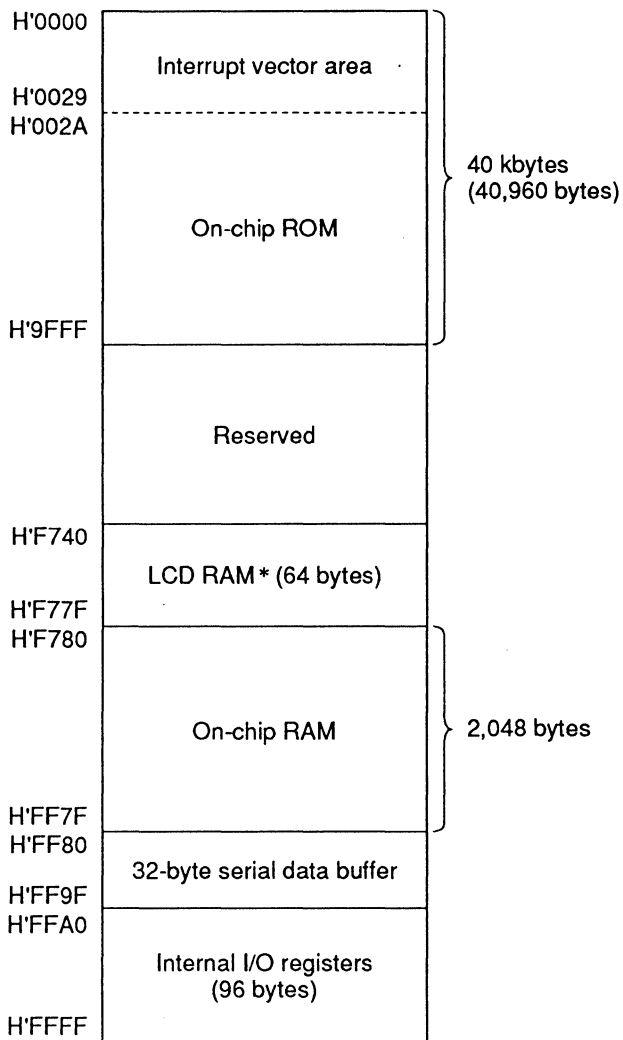 H'0000
Interrupt vector area
H'0029
H'002A
40 kbytes
(40,960 bytes)
On-chip ROM
H'9FFF
Reserved
H'F740
LCD RAM* (64 bytes)
H'F77F
H'F780
On-chip RAM
2,048 bytes
H'FF7F
H'FF80
32-byte serial data buffer
H'FF9F
H'FFA0
Internal I/O registers
(96 bytes)
H'FFFF